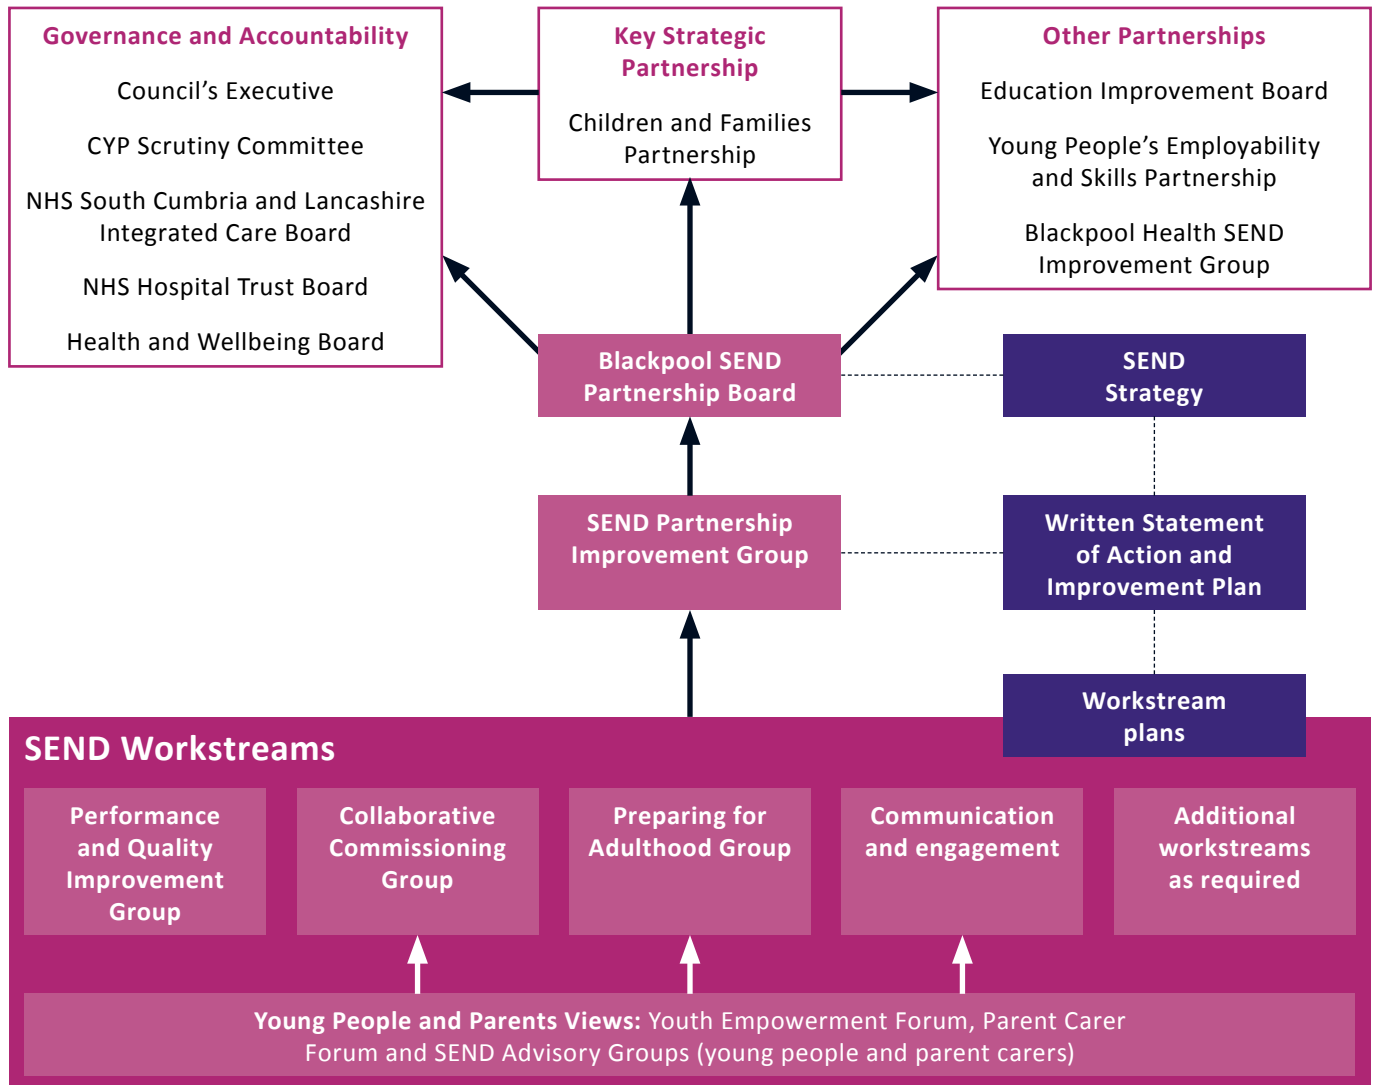 Governance and Accountability
Council’s Executive
CYP Scrutiny Committee
NHS South Cumbria and Lancashire
Integrated Care Board
NHS Hospital Trust Board
Health and Wellbeing Board
Key Strategic
Partnership
Children and Families
Partnership
Other Partnerships
Education Improvement Board
Young People’s Employability
and Skills Partnership
Blackpool Health SEND
Improvement Group
Blackpool SEND
Partnership Board
SEND
Strategy
SEND Partnership
Improvement Group
Written Statement
of Action and
Improvement Plan
Workstream
plans
SEND Workstreams
Performance
and Quality
Improvement
Group
Collaborative
Commissioning
Group
Preparing for
Adulthood Group
Communication
and engagement
Additional
workstreams
as required
Young People and Parents Views: Youth Empowerment Forum, Parent Carer
Forum and SEND Advisory Groups (young people and parent carers)